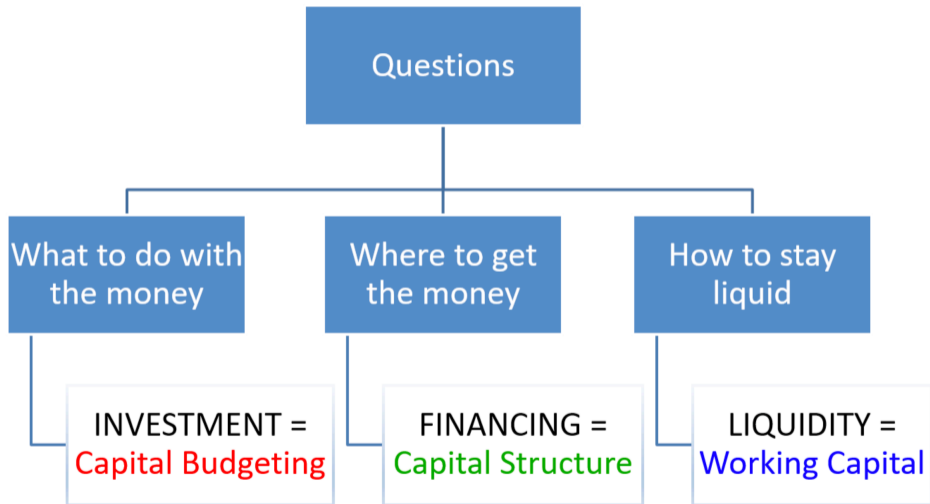 Questions
What to do with
the money
Where to get
the money
How to stay
liquid
INVESTMENT =
Capital Budgeting
FINANCING =
Capital Structure
LIQUIDITY =
Working Capital